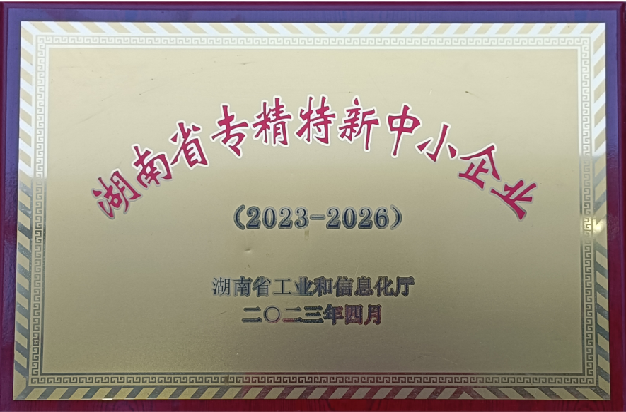 湖南省专精特新中小企业
（2023-2026）
湖南省工业和信息化厅
二〇二三年四月